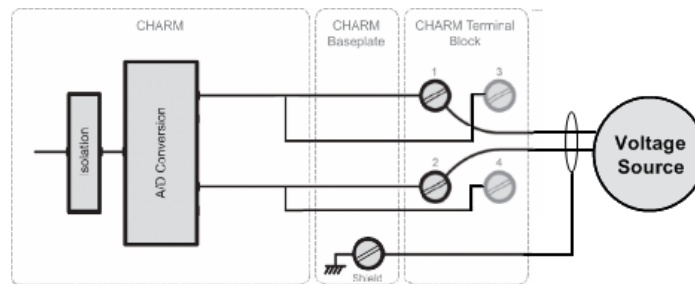 CHARM
CHARM
Baseplate
CHARM Terminal
Block
1
3
Isolation
A/D Conversion
Voltage
Source
2
4
Shield